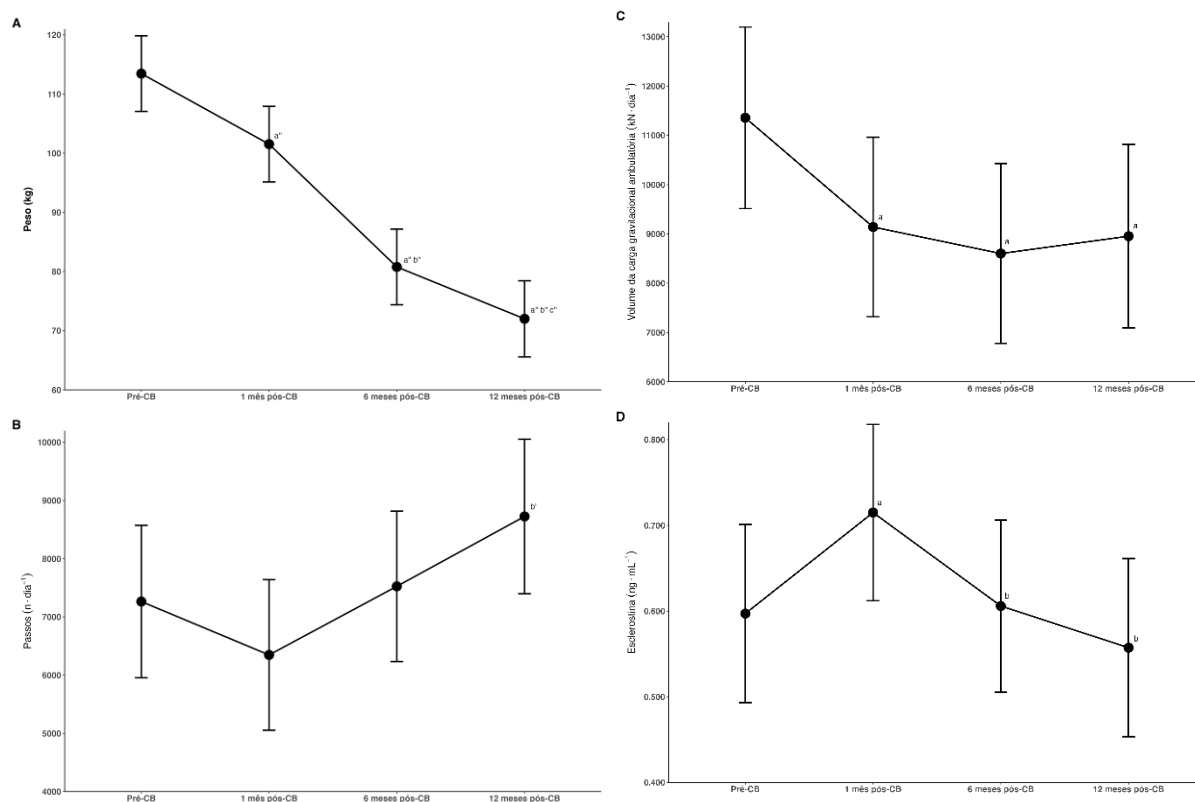 A
Peso (kg)
120
110
100
90
80
70
60
a"
a" b"
a" b" c"
Pré-CB
1 mês pós-CB
6 meses pós-CB
12 meses pós-CB
B
Passos (n·dia⁻¹)
10000
9000
8000
7000
6000
5000
4000
b'
Pré-CB
1 mês pós-CB
6 meses pós-CB
12 meses pós-CB
C
Volume da carga gravitacional ambulatória (kN·dia⁻¹)
13000
12000
11000
10000
9000
8000
7000
6000
a
a
a
Pré-CB
1 mês pós-CB
6 meses pós-CB
12 meses pós-CB
D
Esclerostina (ng·mL⁻¹)
0.800
0.700
0.600
0.500
0.400
a
b
b
Pré-CB
1 mês pós-CB
6 meses pós-CB
12 meses pós-CB